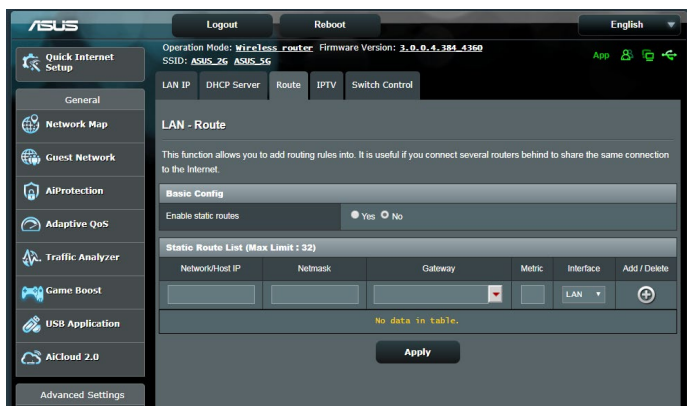 ASUS
Logout
Reboot
English
Quick Internet
Setup
Operation Mode: Wireless router Firmware Version: 3.0.0.4.384_4360
SSID: ASUS_2G ASUS_5G
App
General
Network Map
Guest Network
AiProtection
Adaptive QoS
Traffic Analyzer
Game Boost
USB Application
AiCloud 2.0
Advanced Settings
LAN IP
DHCP Server
Route
IPTV
Switch Control
LAN - Route
This function allows you to add routing rules into. It is useful if you connect several routers behind to share the same connection
to the Internet.
Basic Config
Enable static routes
Yes
No
Static Route List (Max Limit : 32)
Network/Host IP
Netmask
Gateway
Metric
Interface
Add / Delete
LAN
No data in table.
Apply